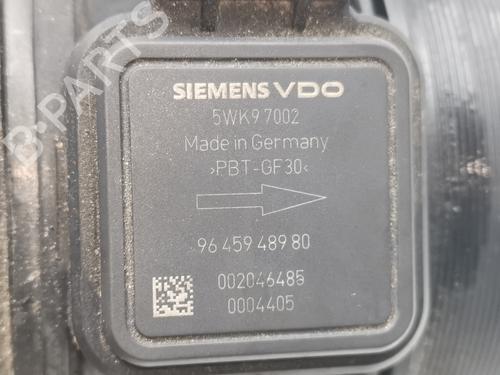 B-PARTS
SIEMENS VDO
5WK9 7002
Made in Germany
>PBT-GF30<
96 459 489 80
002046485
0004405